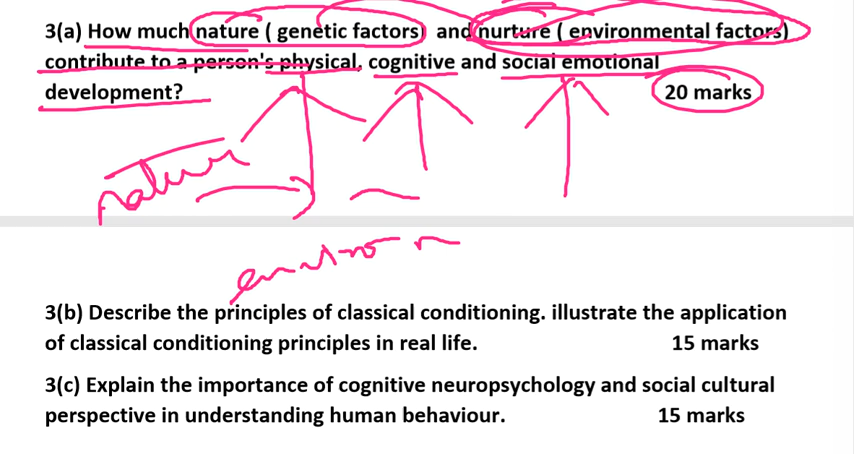 3(a) How much nature ( genetic factors) and nurture ( environmental factors)
contribute to a person's physical, cognitive and social emotional
development? 20 marks
nature
3(b) Describe the principles of classical conditioning. illustrate the application
of classical conditioning principles in real life. 15 marks
3(c) Explain the importance of cognitive neuropsychology and social cultural
perspective in understanding human behaviour. 15 marks